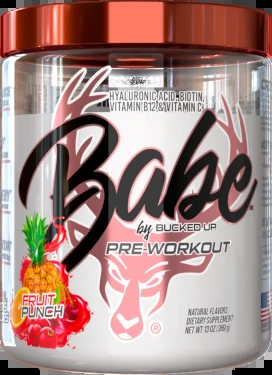 HYALURONIC ACID, BIOTIN,
VITAMIN B12, & VITAMIN C
Babe
by BUCKED UP
PRE-WORKOUT
FRUIT
PUNCH
®
NATURAL FLAVORS
DIETARY SUPPLEMENT
NET WT 13 OZ (369 g)